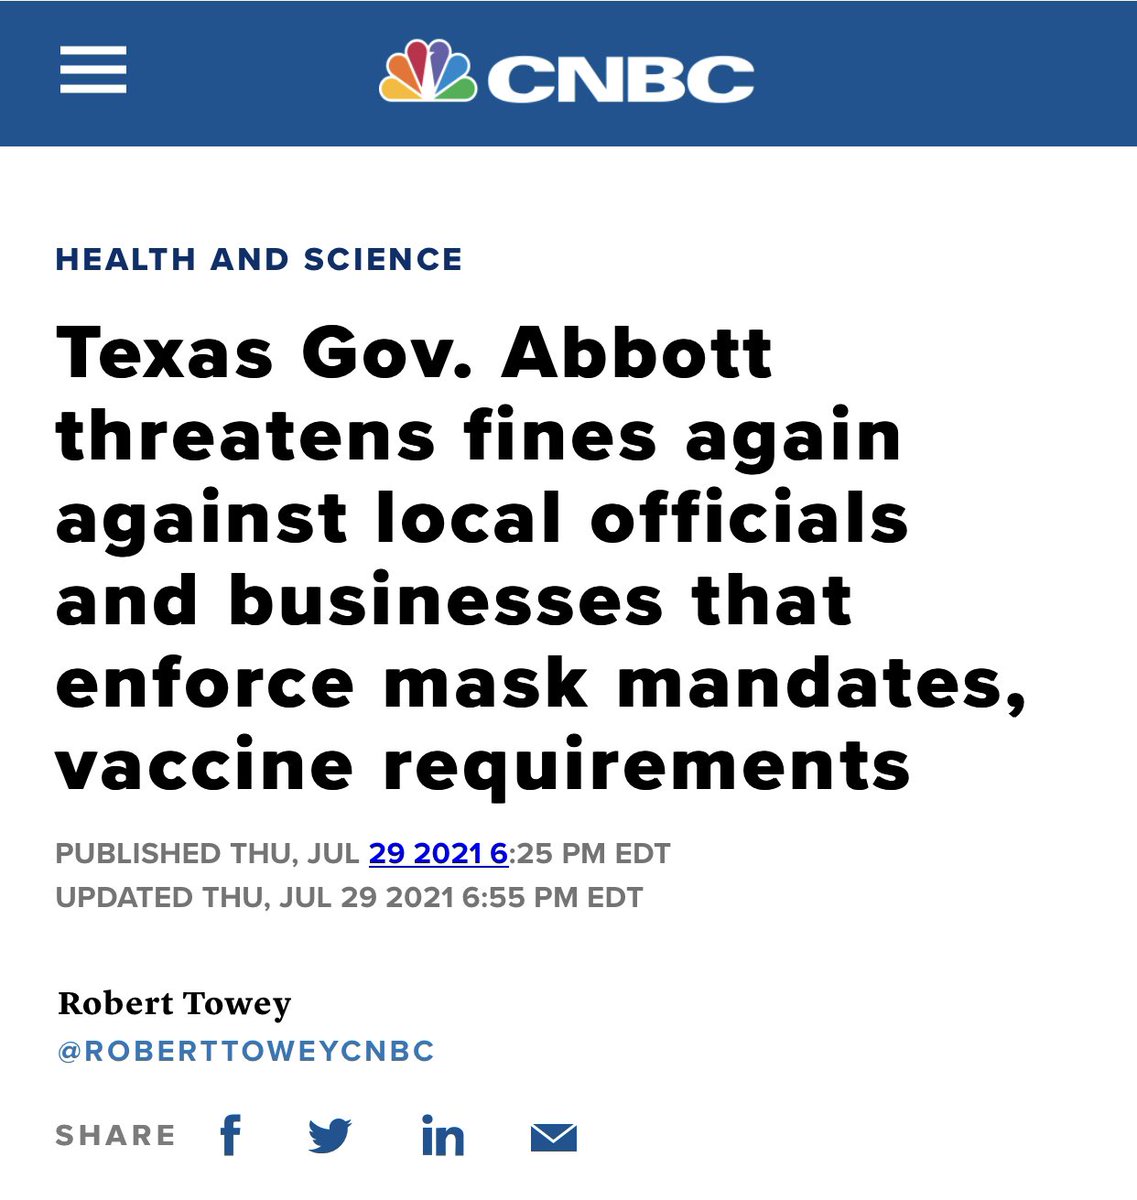 CNBC
HEALTH AND SCIENCE
Texas Gov. Abbott
threatens fines again
against local officials
and businesses that
enforce mask mandates,
vaccine requirements
PUBLISHED THU, JUL 29 2021 6:25 PM EDT
UPDATED THU, JUL 29 2021 6:55 PM EDT
Robert Towey
@ROBERTTOWEYCNBC
SHARE